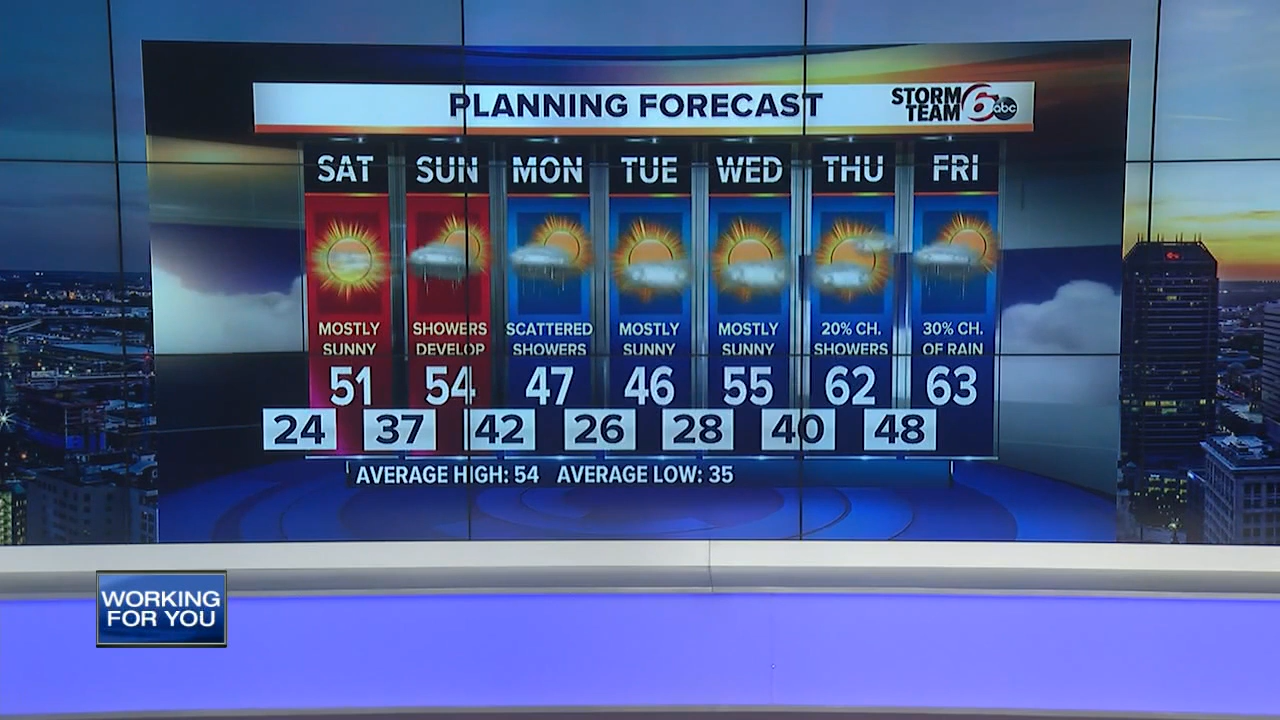 PLANNING FORECAST
STORM
TEAM 6 abc
SAT SUN MON TUE WED THU FRI
MOSTLY SHOWERS SCATTERED MOSTLY MOSTLY 20% CH. 30% CH.
SUNNY DEVELOP SHOWERS SUNNY SUNNY SHOWERS OF RAIN
51 54 47 46 55 62 63
24 37 42 26 28 40 48
AVERAGE HIGH: 54 AVERAGE LOW: 35
WORKING
FOR YOU